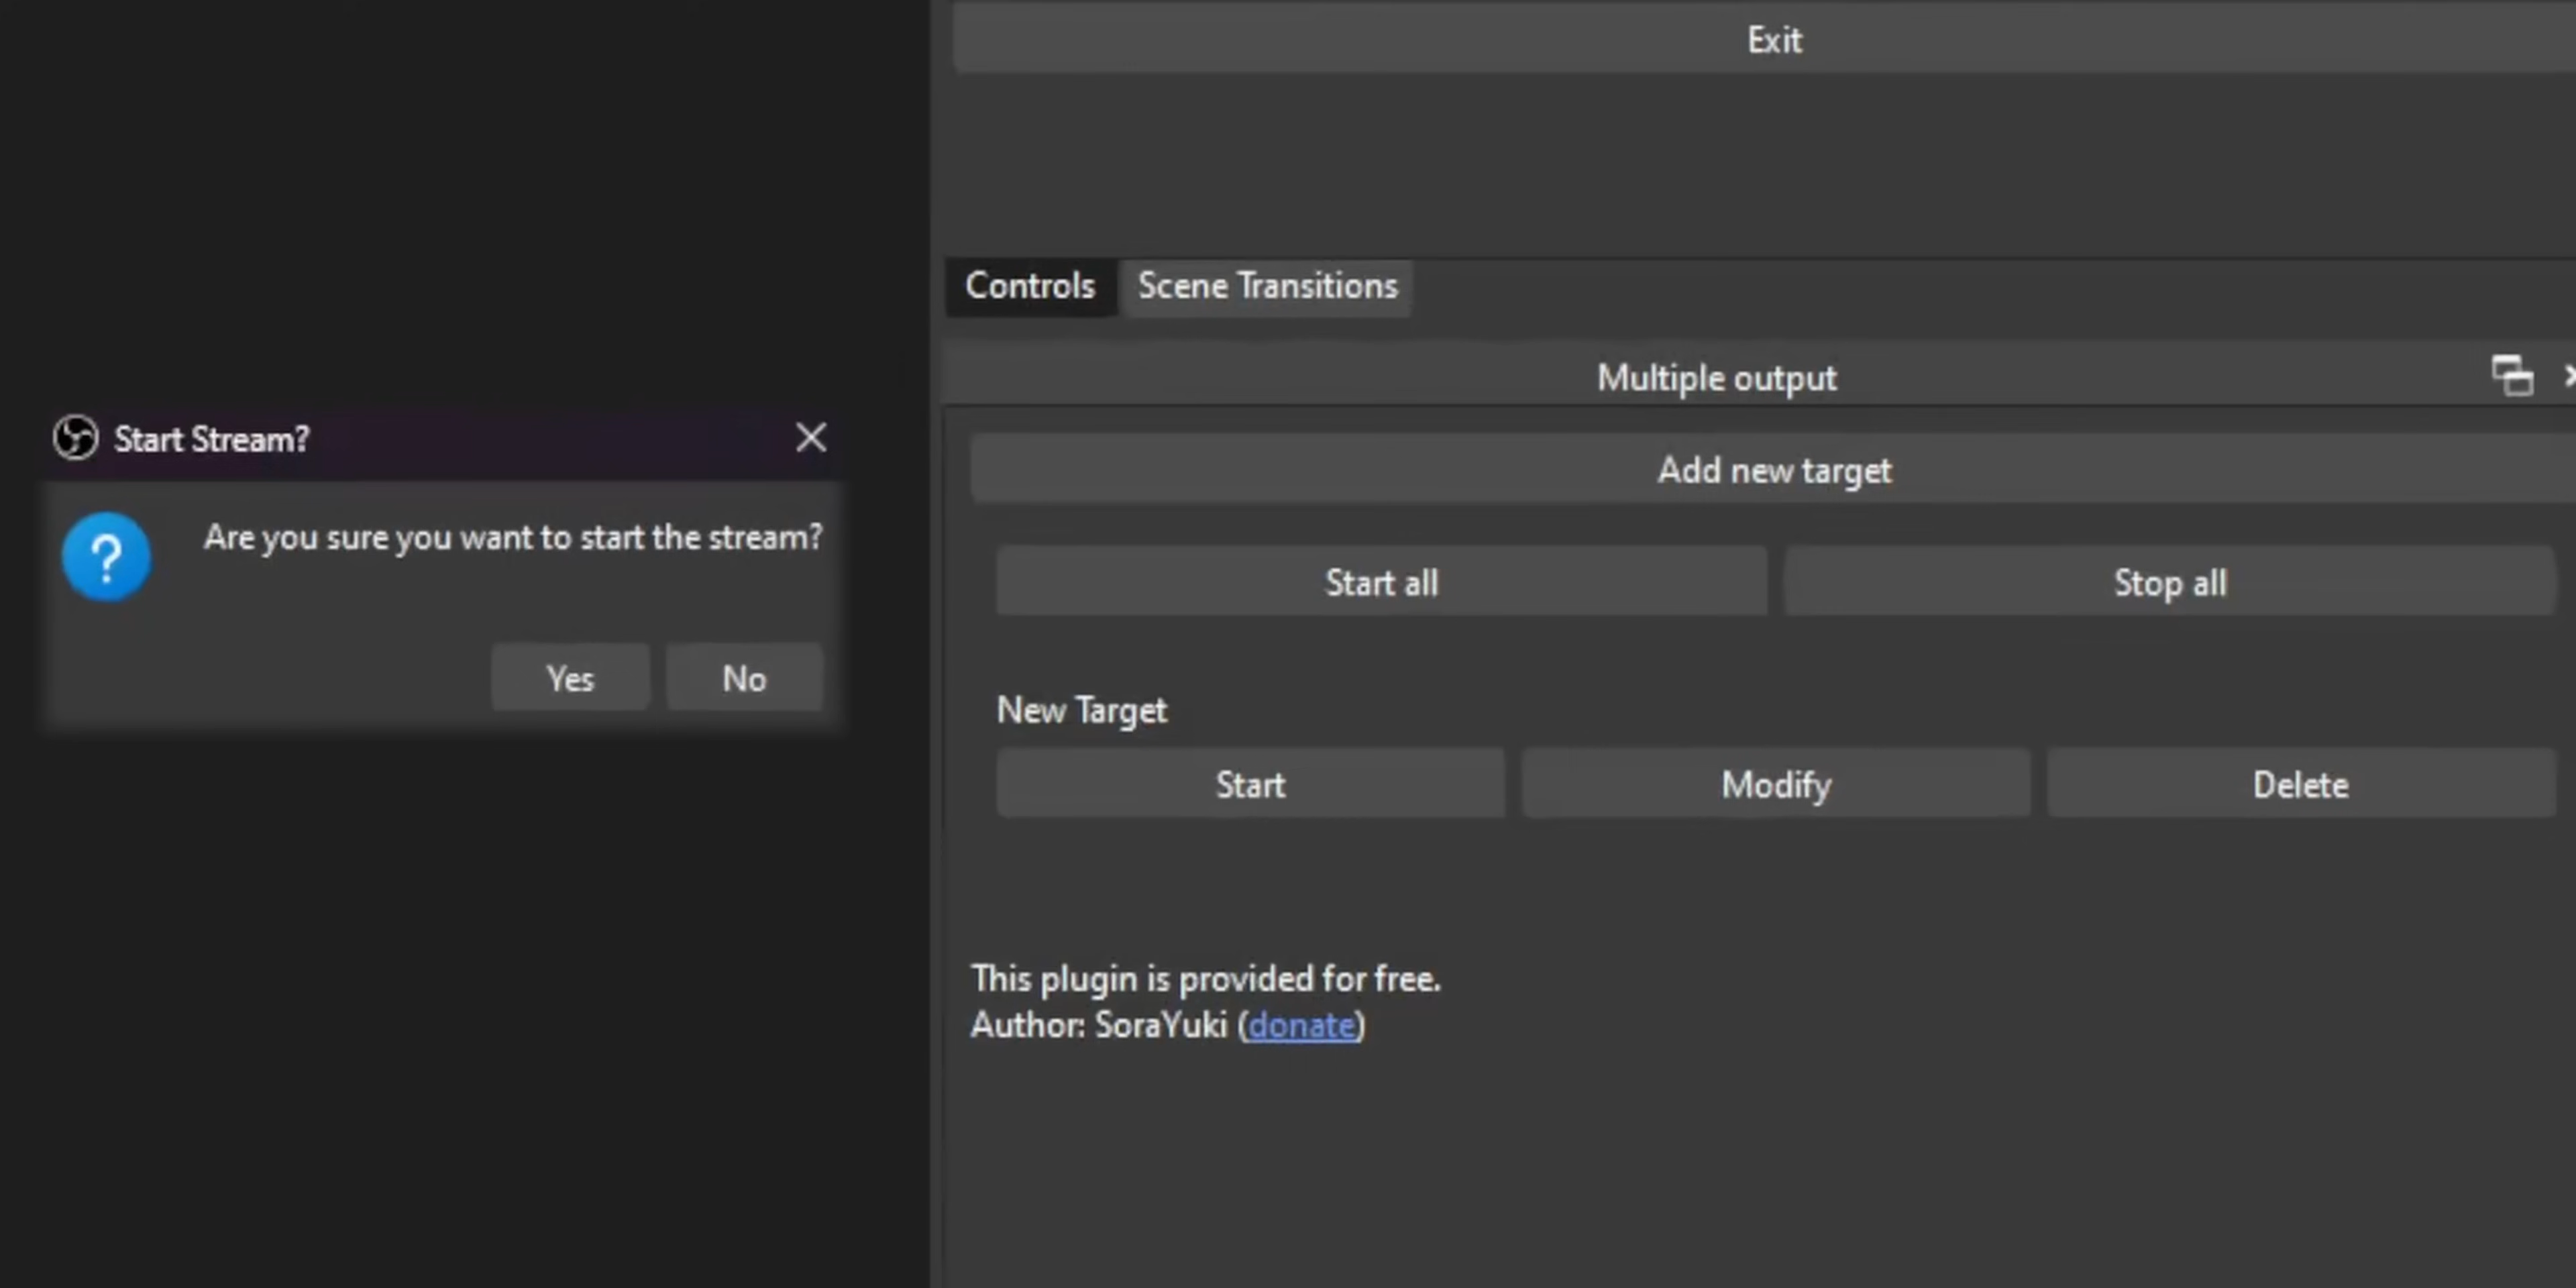 Exit
Controls
Scene Transitions
Multiple output
Start Stream?
Add new target
Are you sure you want to start the stream?
Start all
Stop all
Yes
No
New Target
Start
Modify
Delete
This plugin is provided for free.
Author: SoraYuki (donate)